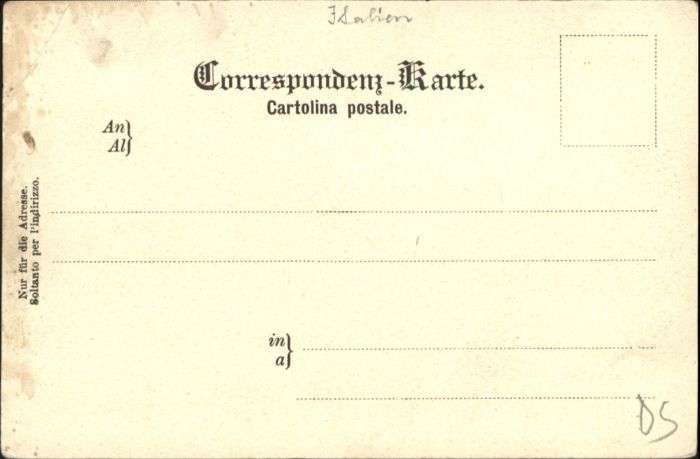 Italien
Correspondenz-Karte.
Cartolina postale.
An
Al
Nur für die Adresse.
Soltanto per l'indirizzo.
in
a
DS